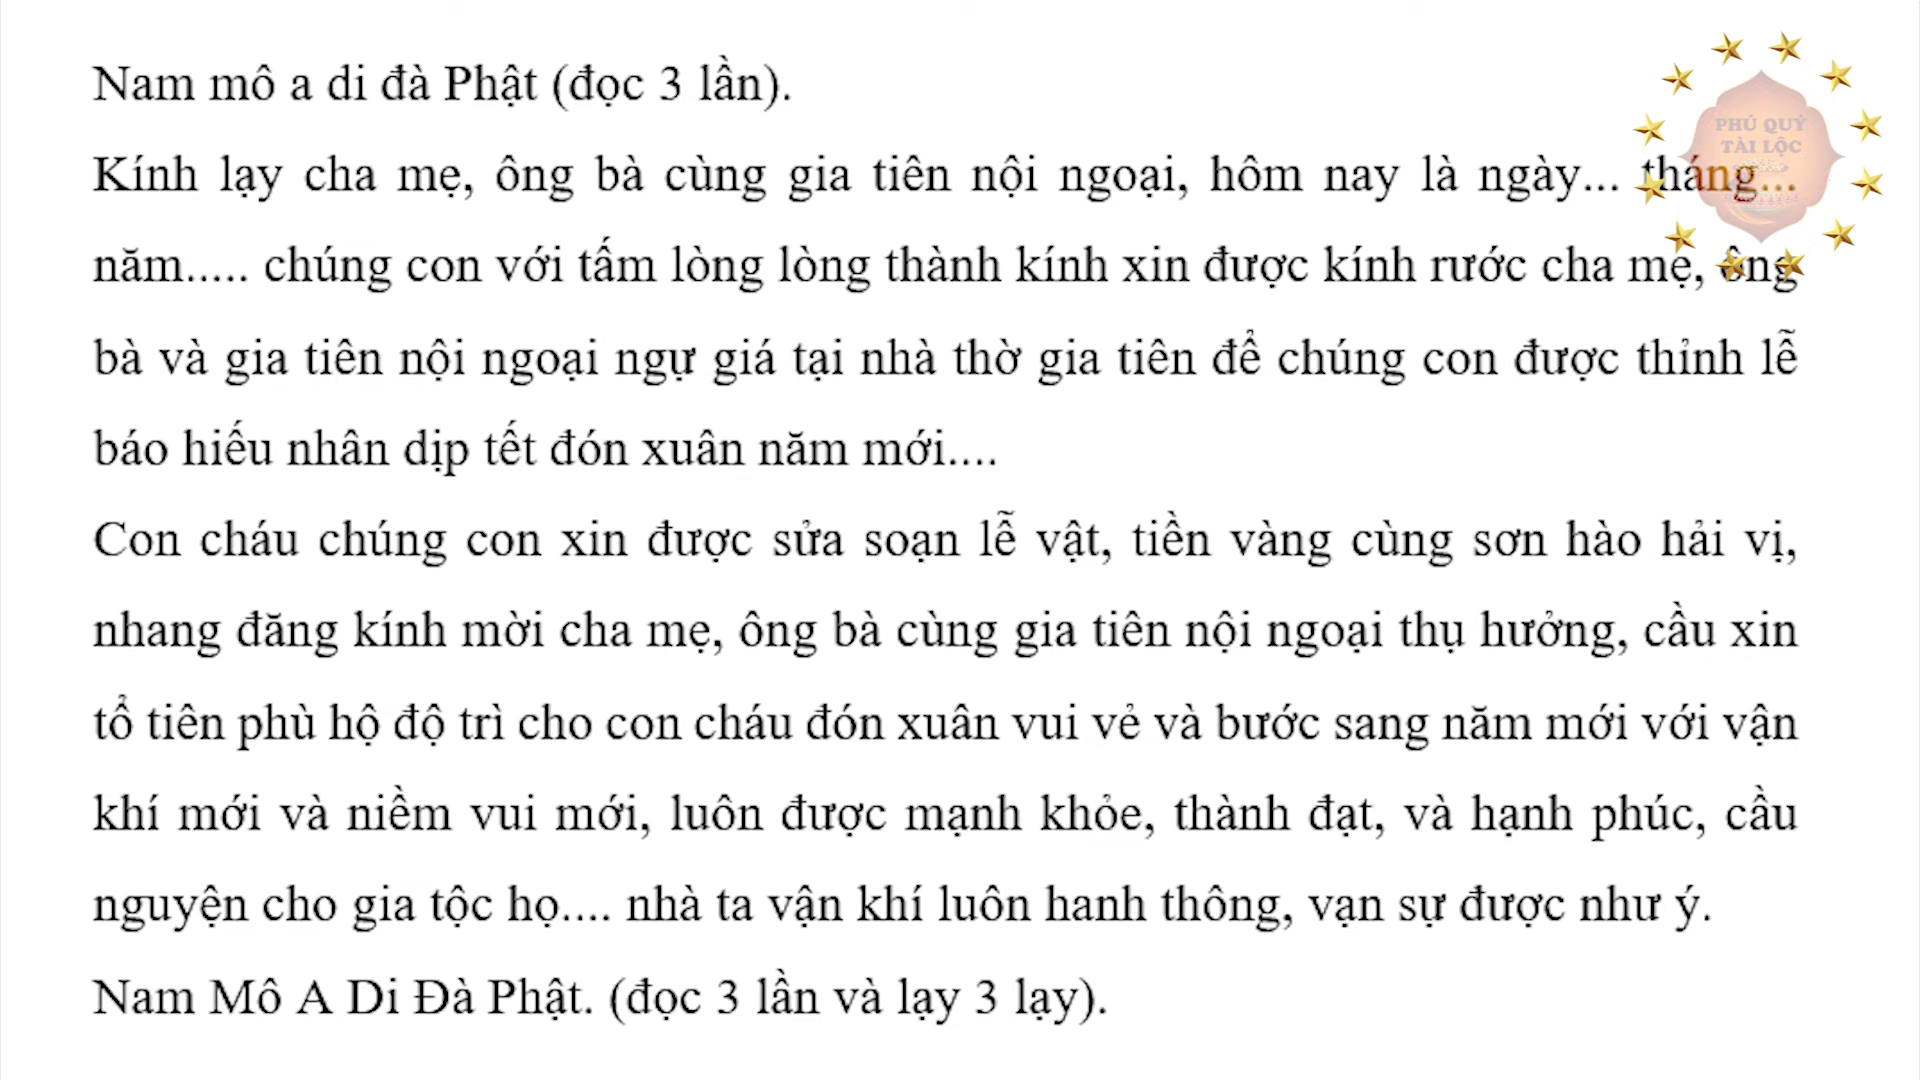 Nam mô a di đà Phật (đọc 3 lần).
PHÚ QUÝ
TÀI LỘC
Kính lạy cha mẹ, ông bà cùng gia tiên nội ngoại, hôm nay là ngày... tháng...
năm..... chúng con với tấm lòng lòng thành kính xin được kính rước cha mẹ, ông
bà và gia tiên nội ngoại ngự giá tại nhà thờ gia tiên để chúng con được thỉnh lễ
báo hiếu nhân dịp tết đón xuân năm mới....
Con cháu chúng con xin được sửa soạn lễ vật, tiền vàng cùng sơn hào hải vị,
nhang đăng kính mời cha mẹ, ông bà cùng gia tiên nội ngoại thụ hưởng, cầu xin
tổ tiên phù hộ độ trì cho con cháu đón xuân vui vẻ và bước sang năm mới với vận
khí mới và niềm vui mới, luôn được mạnh khỏe, thành đạt, và hạnh phúc, cầu
nguyện cho gia tộc họ.... nhà ta vận khí luôn hanh thông, vạn sự được như ý.
Nam Mô A Di Đà Phật. (đọc 3 lần và lạy 3 lạy).